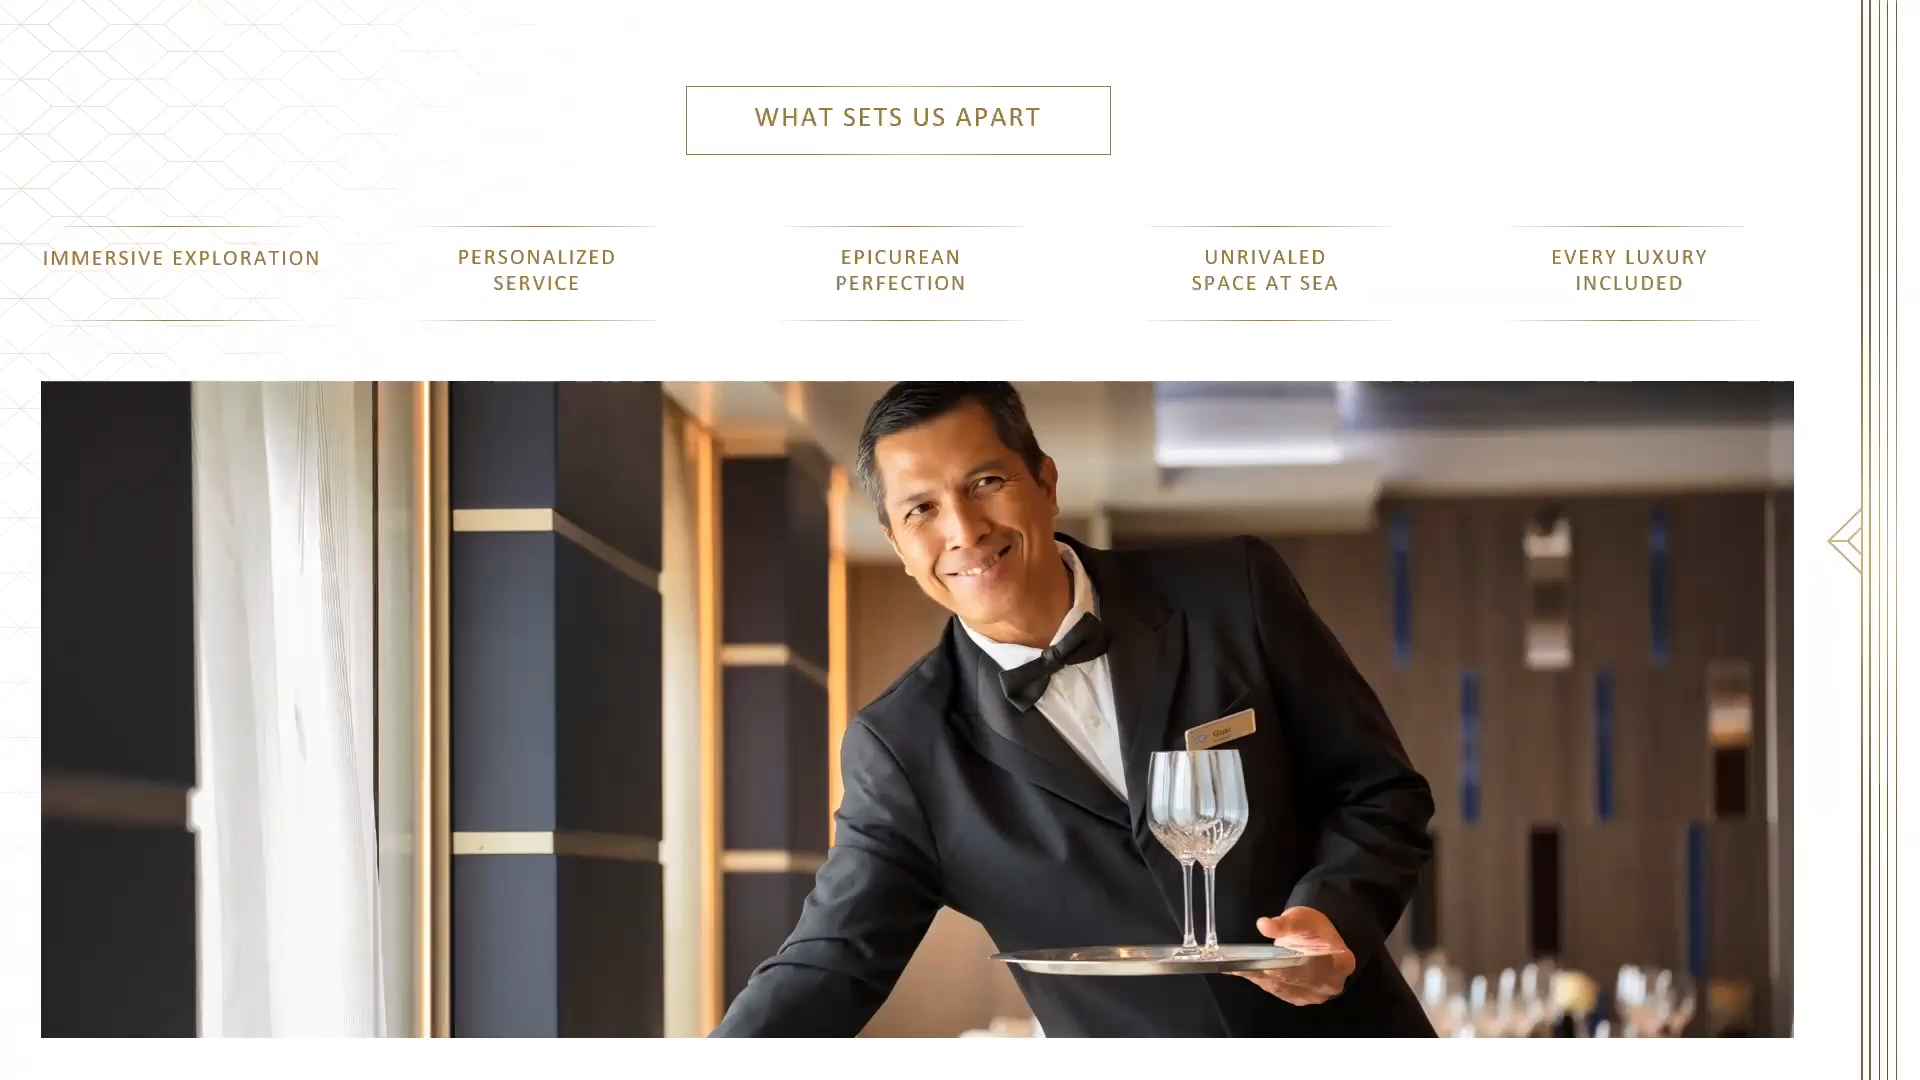 WHAT SETS US APART
IMMERSIVE EXPLORATION
PERSONALIZED
SERVICE
EPICUREAN
PERFECTION
UNRIVALED
SPACE AT SEA
EVERY LUXURY
INCLUDED